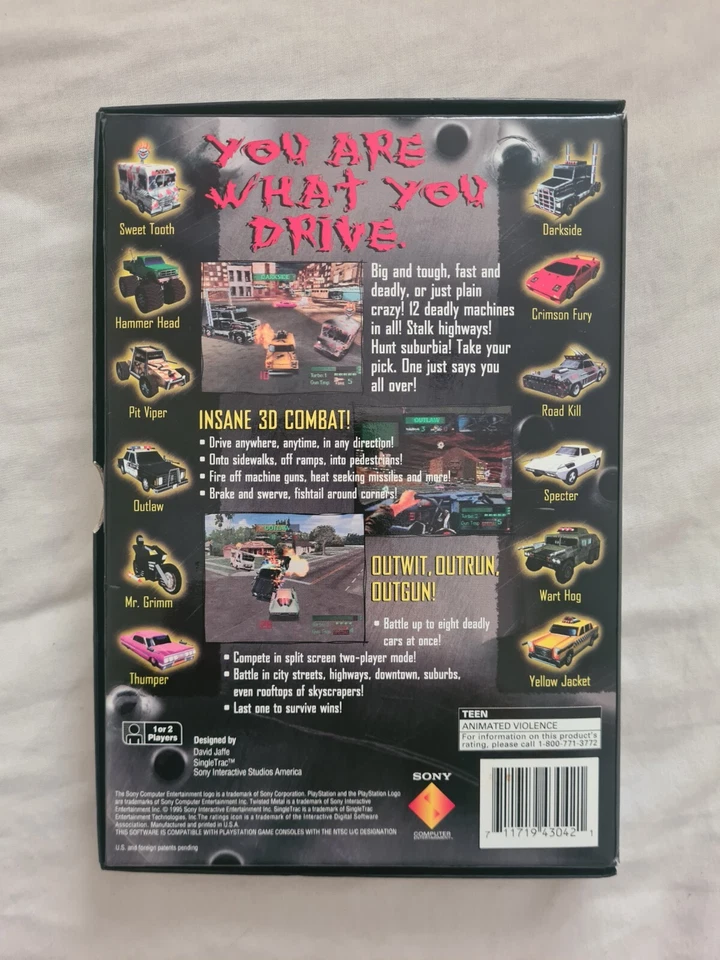 YOU ARE
WHAT YOU
DRIVE.
Sweet Tooth
Hammer Head
Pit Viper
Outlaw
Mr. Grimm
Thumper
Darkside
Crimson Fury
Road Kill
Specter
Wart Hog
Yellow Jacket
DARKSIDE
Big and tough, fast and
deadly, or just plain
crazy! 12 deadly machines
in all! Stalk highways!
Hunt suburbia! Take your
pick. One just says you
all over!
INSANE 3D COMBAT!
• Drive anywhere, anytime, in any direction!
• Onto sidewalks, off ramps, into pedestrians!
• Fire off machine guns, heat seeking missiles and more!
• Brake and swerve, fishtail around corners!
OUTLAW
OUTWIT, OUTRUN,
OUTGUN!
• Battle up to eight deadly
cars at once!
• Compete in split screen two-player mode!
• Battle in city streets, highways, downtown, suburbs,
even rooftops of skyscrapers!
• Last one to survive wins!
1 or 2
Players
Designed by
David Jaffe
SingleTrac™
Sony Interactive Studios America
TEEN
ANIMATED VIOLENCE
For information on this product's
rating, please call 1-800-771-3772
The Sony Computer Entertainment logo is a trademark of Sony Corporation. PlayStation and the PlayStation Logo
are trademarks of Sony Computer Entertainment Inc. Twisted Metal is a trademark of Sony Interactive
Entertainment Inc. © 1995 Sony Interactive Entertainment Inc. SingleTrac is a trademark of SingleTrac
Entertainment Technologies, Inc. The ratings icon is a trademark of the Interactive Digital Software
Association. Manufactured and printed in U.S.A
THIS SOFTWARE IS COMPATIBLE WITH PLAYSTATION GAME CONSOLES WITH THE NTSC U/C DESIGNATION
U.S. and foreign patents pending
SONY
COMPUTER
ENTERTAINMENT
7 11719 43042 1